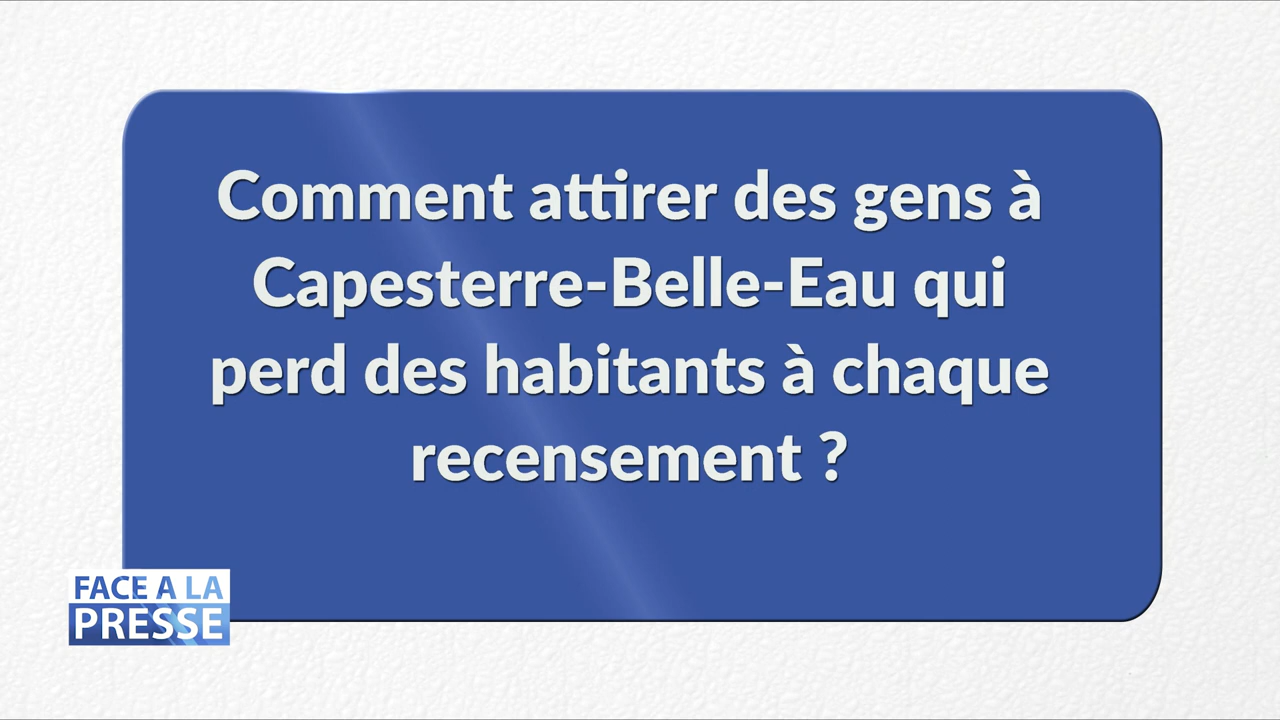 Comment attirer des gens à
Capesterre-Belle-Eau qui
perd des habitants à chaque
recensement ?
FACE A LA
PRESSE